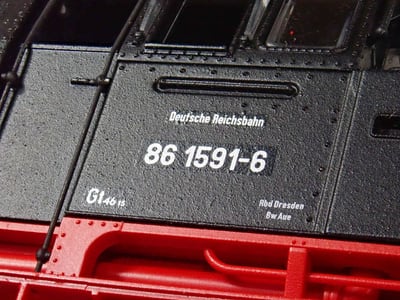 Deutsche Reichsbahn
86 1591-6
Gt 46 15
Rbd Dresden
Bw Aue